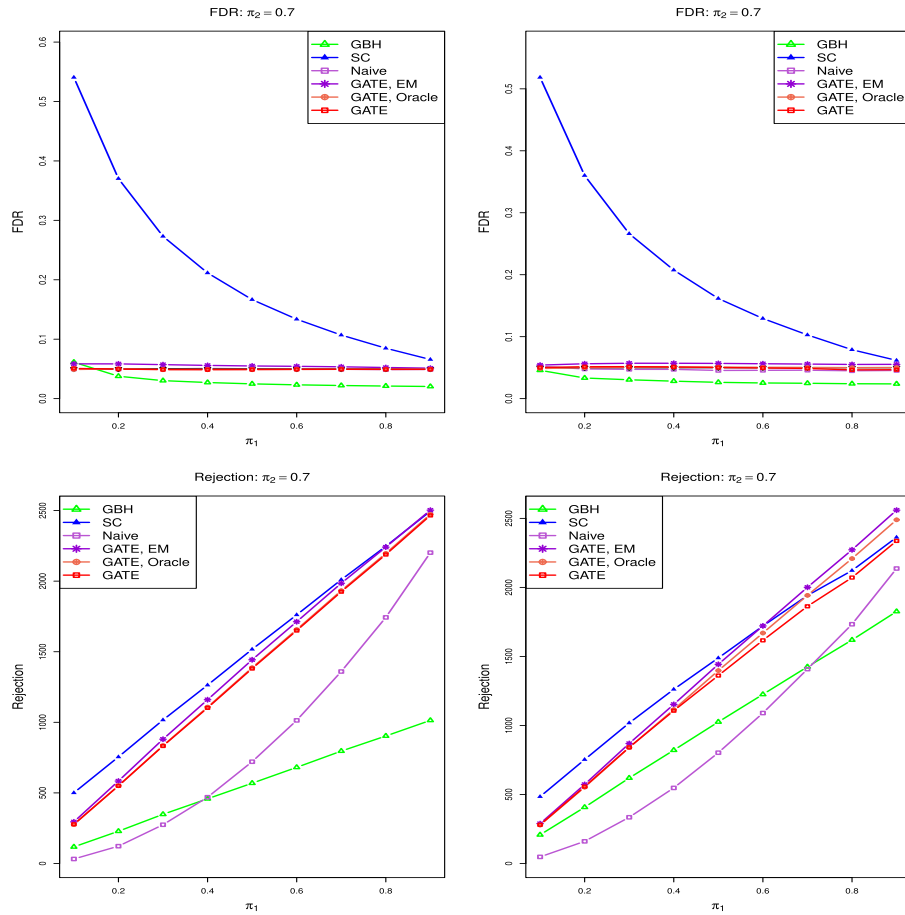 FDR: π₂ = 0.7
FDR
0.0
0.1
0.2
0.3
0.4
0.5
0.6
GBH
SC
Naive
GATE, EM
GATE, Oracle
GATE
0.2
0.4
0.6
0.8
π₁
FDR: π₂ = 0.7
FDR
0.0
0.1
0.2
0.3
0.4
0.5
GBH
SC
Naive
GATE, EM
GATE, Oracle
GATE
0.2
0.4
0.6
0.8
π₁
Rejection: π₂ = 0.7
Rejection
0
500
1000
1500
2000
2500
GBH
SC
Naive
GATE, EM
GATE, Oracle
GATE
0.2
0.4
0.6
0.8
π₁
Rejection: π₂ = 0.7
Rejection
0
500
1000
1500
2000
2500
GBH
SC
Naive
GATE, EM
GATE, Oracle
GATE
0.2
0.4
0.6
0.8
π₁